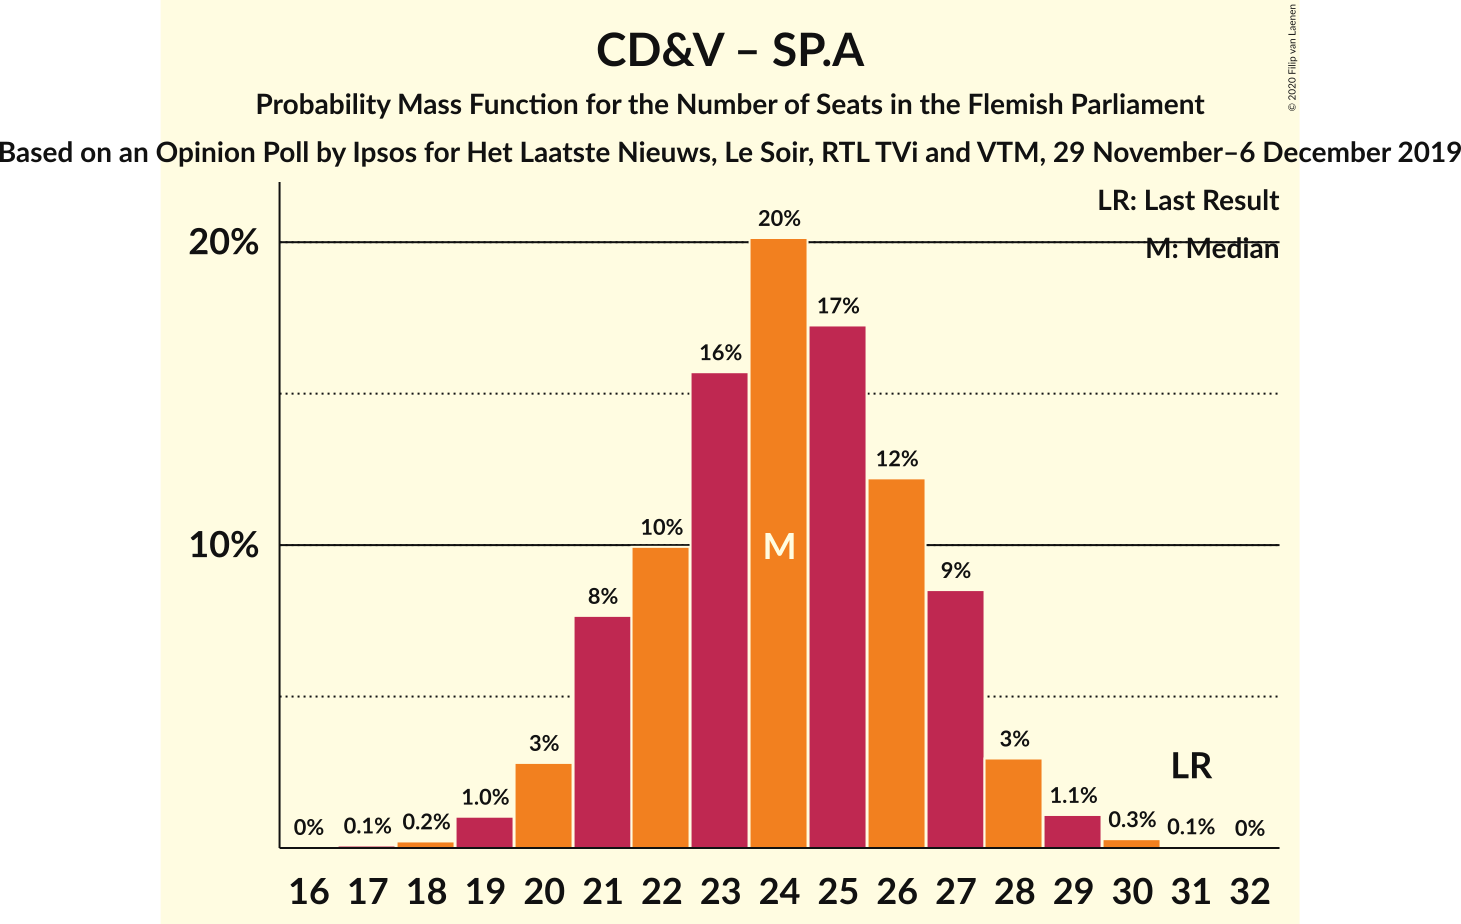 CD&V – SP.A
Probability Mass Function for the Number of Seats in the Flemish Parliament
Based on an Opinion Poll by Ipsos for Het Laatste Nieuws, Le Soir, RTL TVi and VTM, 29 November–6 December 2019
© 2020 Filip van Laenen
LR: Last Result
M: Median
20%
10%
0%
0.1%
0.2%
1.0%
3%
8%
10%
16%
20%
17%
12%
9%
3%
1.1%
0.3%
0.1%
0%
M
LR
16 17 18 19 20 21 22 23 24 25 26 27 28 29 30 31 32